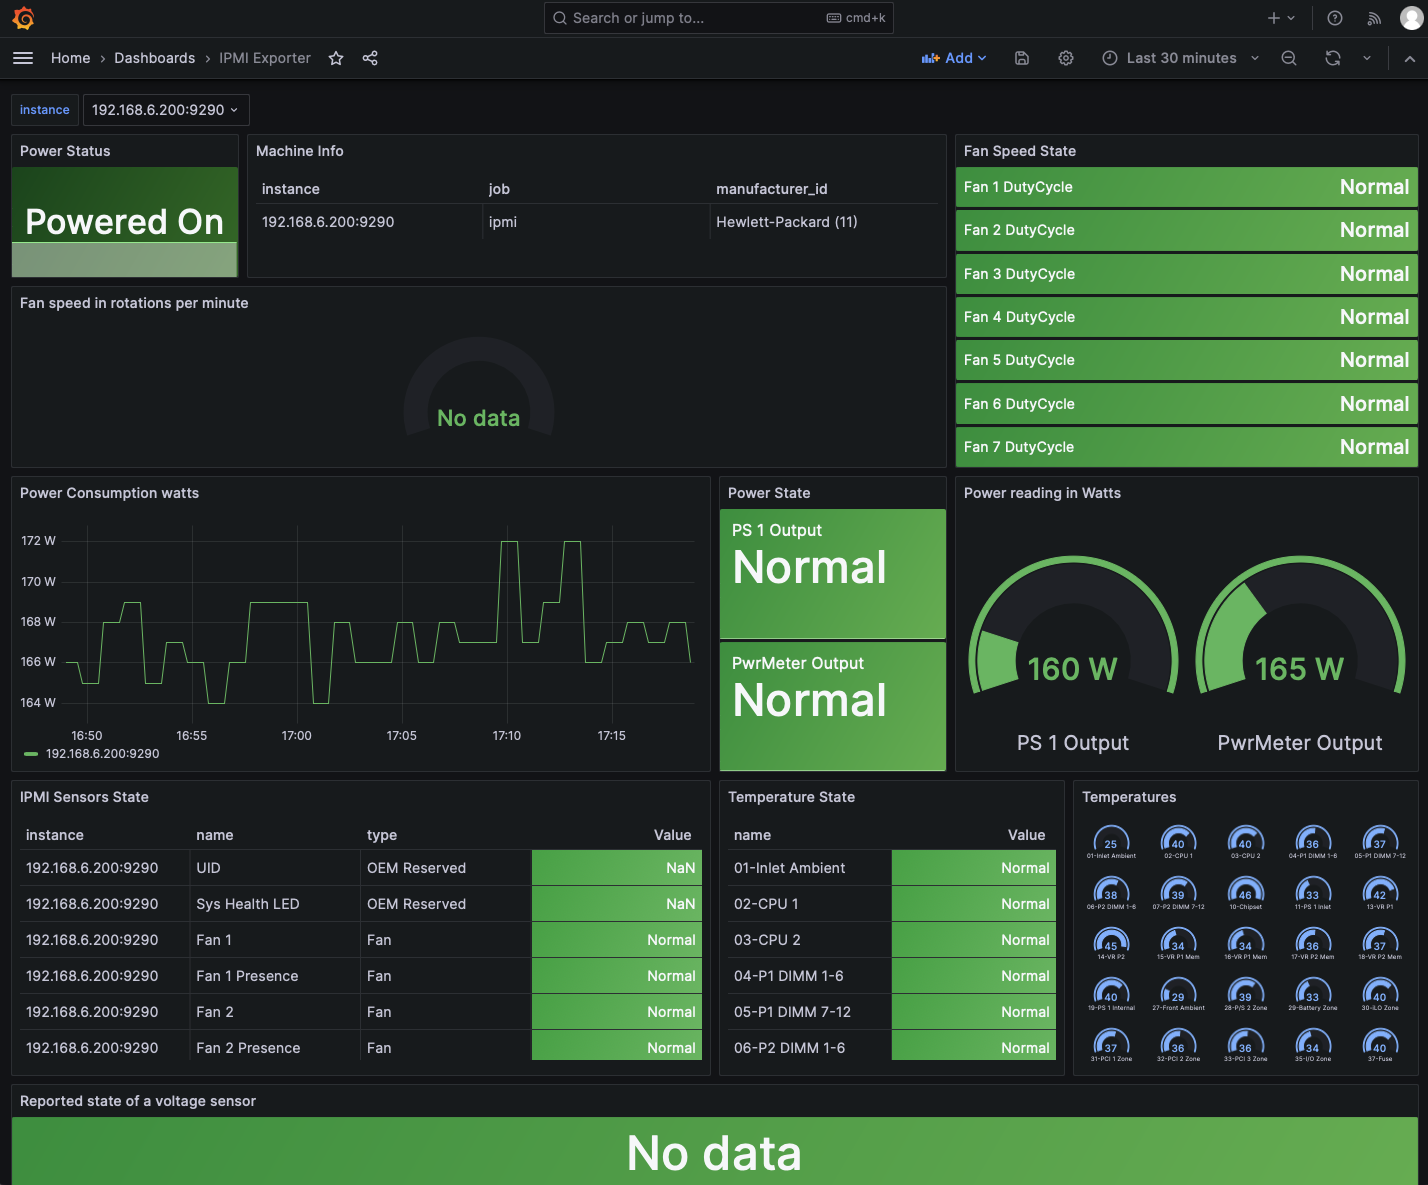 Search or jump to...
cmd+k
Home › Dashboards › IPMI Exporter
Add
Last 30 minutes
instance
192.168.6.200:9290
Power Status
Powered On
Machine Info
instance job manufacturer_id
192.168.6.200:9290 ipmi Hewlett-Packard (11)
Fan Speed State
Fan 1 DutyCycle Normal
Fan 2 DutyCycle Normal
Fan 3 DutyCycle Normal
Fan 4 DutyCycle Normal
Fan 5 DutyCycle Normal
Fan 6 DutyCycle Normal
Fan 7 DutyCycle Normal
Fan speed in rotations per minute
No data
Power Consumption watts
172 W
170 W
168 W
166 W
164 W
16:50 16:55 17:00 17:05 17:10 17:15
192.168.6.200:9290
Power State
PS 1 Output
Normal
PwrMeter Output
Normal
Power reading in Watts
160 W 165 W
PS 1 Output PwrMeter Output
IPMI Sensors State
instance name type Value
192.168.6.200:9290 UID OEM Reserved NaN
192.168.6.200:9290 Sys Health LED OEM Reserved NaN
192.168.6.200:9290 Fan 1 Fan Normal
192.168.6.200:9290 Fan 1 Presence Fan Normal
192.168.6.200:9290 Fan 2 Fan Normal
192.168.6.200:9290 Fan 2 Presence Fan Normal
Temperature State
name Value
01-Inlet Ambient Normal
02-CPU 1 Normal
03-CPU 2 Normal
04-P1 DIMM 1-6 Normal
05-P1 DIMM 7-12 Normal
06-P2 DIMM 1-6 Normal
Temperatures
25 40 40 36 37
01-Inlet Ambient 02-CPU 1 03-CPU 2 04-P1 DIMM 1-6 05-P1 DIMM 7-12
38 39 46 33 42
06-P2 DIMM 1-6 07-P2 DIMM 7-12 10-Chipset 11-PS 1 Inlet 13-VR P1
45 34 34 36 37
14-VR P2 15-VR P1 Mem 16-VR P1 Mem 17-VR P2 Mem 18-VR P2 Mem
40 29 39 33 40
19-PS 1 Internal 27-Front Ambient 28-P/S 2 Zone 29-Battery Zone 30-iLO Zone
37 36 36 34 40
31-PCI 1 Zone 32-PCI 2 Zone 33-PCI 3 Zone 35-I/O Zone 37-Fuse
Reported state of a voltage sensor
No data